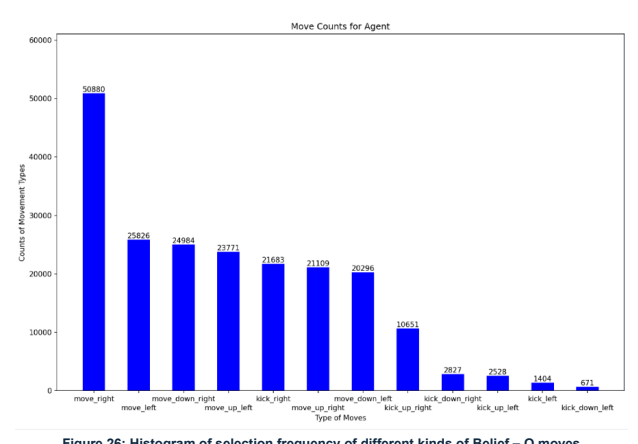 Move Counts for Agent
60000
50000
40000
30000
20000
10000
0
Counts of Movement Types
50880
25826
24984
23771
21683
21109
20296
10651
2827
2528
1404
671
move_right
move_left
move_down_right
move_up_left
kick_right
move_up_right
move_down_left
kick_up_right
kick_down_right
kick_up_left
kick_left
kick_down_left
Type of Moves
Figure 26: Histogram of selection frequency of different kinds of Belief – Q moves